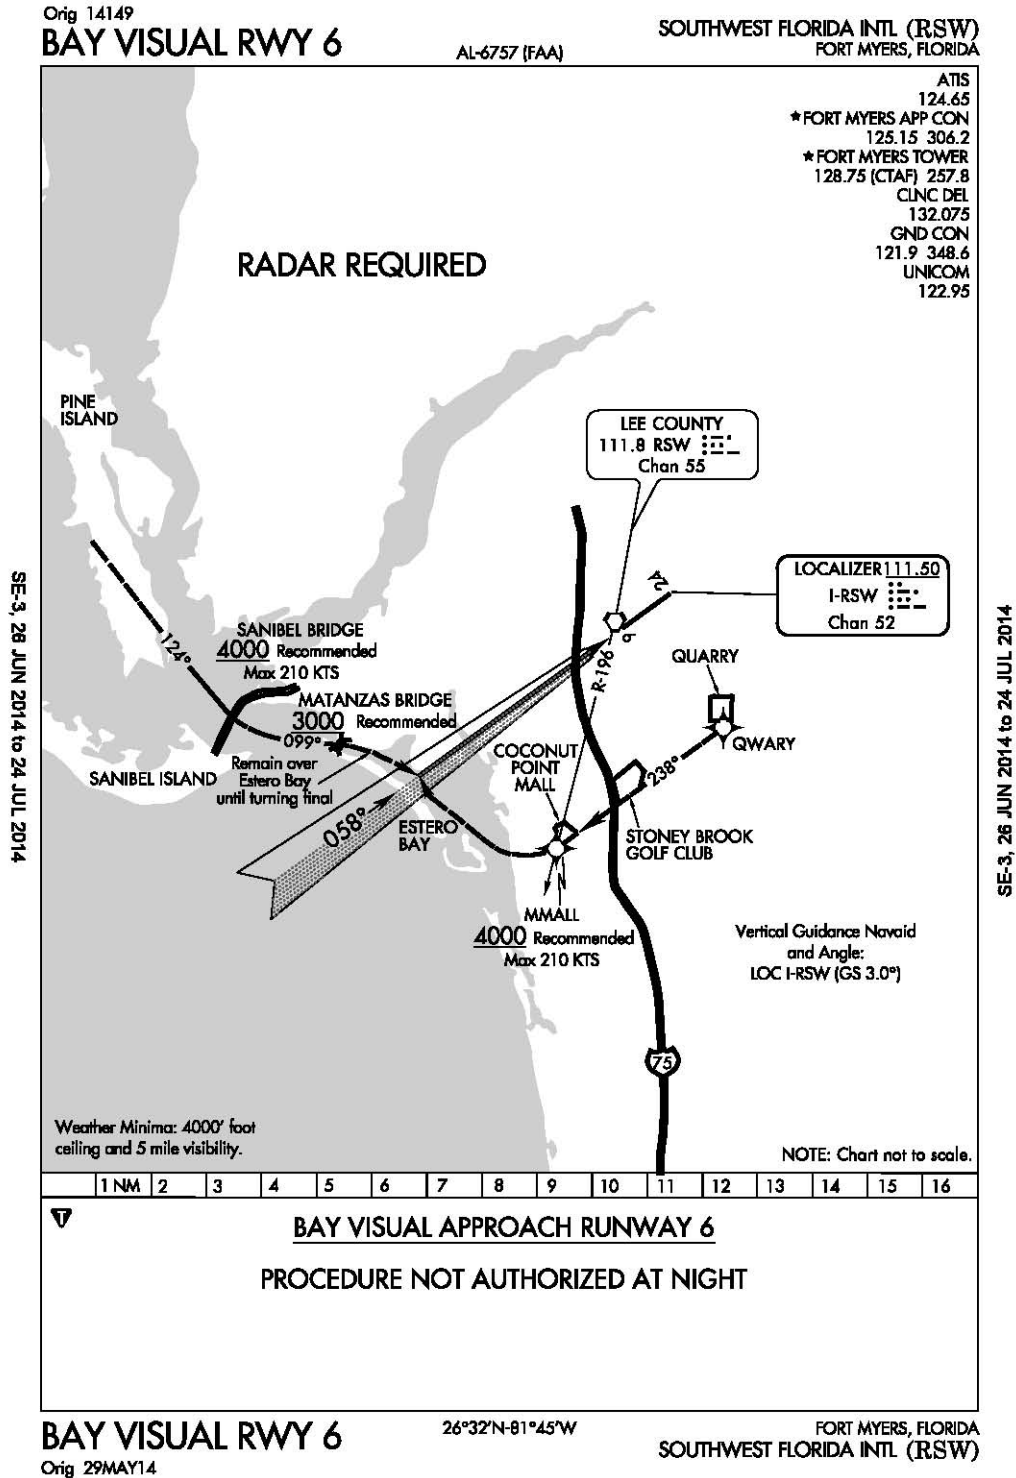 Orig 14149
BAY VISUAL RWY 6
AL-6757 (FAA)
SOUTHWEST FLORIDA INTL (RSW)
FORT MYERS, FLORIDA
ATIS
124.65
★FORT MYERS APP CON
125.15 306.2
★FORT MYERS TOWER
128.75 (CTAF) 257.8
CLNC DEL
132.075
GND CON
121.9 348.6
UNICOM
122.95
RADAR REQUIRED
PINE
ISLAND
LEE COUNTY
111.8 RSW
Chan 55
LOCALIZER 111.50
I-RSW
Chan 52
24
6
R-196
124°
SANIBEL BRIDGE
4000 Recommended
Max 210 KTS
MATANZAS BRIDGE
3000 Recommended
099°
SANIBEL ISLAND
Remain over
Estero Bay
until turning final
058°
ESTERO
BAY
COCONUT
POINT
MALL
QUARRY
QWARY
238°
STONEY BROOK
GOLF CLUB
MMALL
4000 Recommended
Max 210 KTS
Vertical Guidance Navaid
and Angle:
LOC I-RSW (GS 3.0°)
75
Weather Minima: 4000' foot
ceiling and 5 mile visibility.
NOTE: Chart not to scale.
1 NM 2 3 4 5 6 7 8 9 10 11 12 13 14 15 16
T
BAY VISUAL APPROACH RUNWAY 6
PROCEDURE NOT AUTHORIZED AT NIGHT
SE-3, 26 JUN 2014 to 24 JUL 2014
SE-3, 26 JUN 2014 to 24 JUL 2014
BAY VISUAL RWY 6
Orig 29MAY14
26°32'N-81°45'W
FORT MYERS, FLORIDA
SOUTHWEST FLORIDA INTL (RSW)